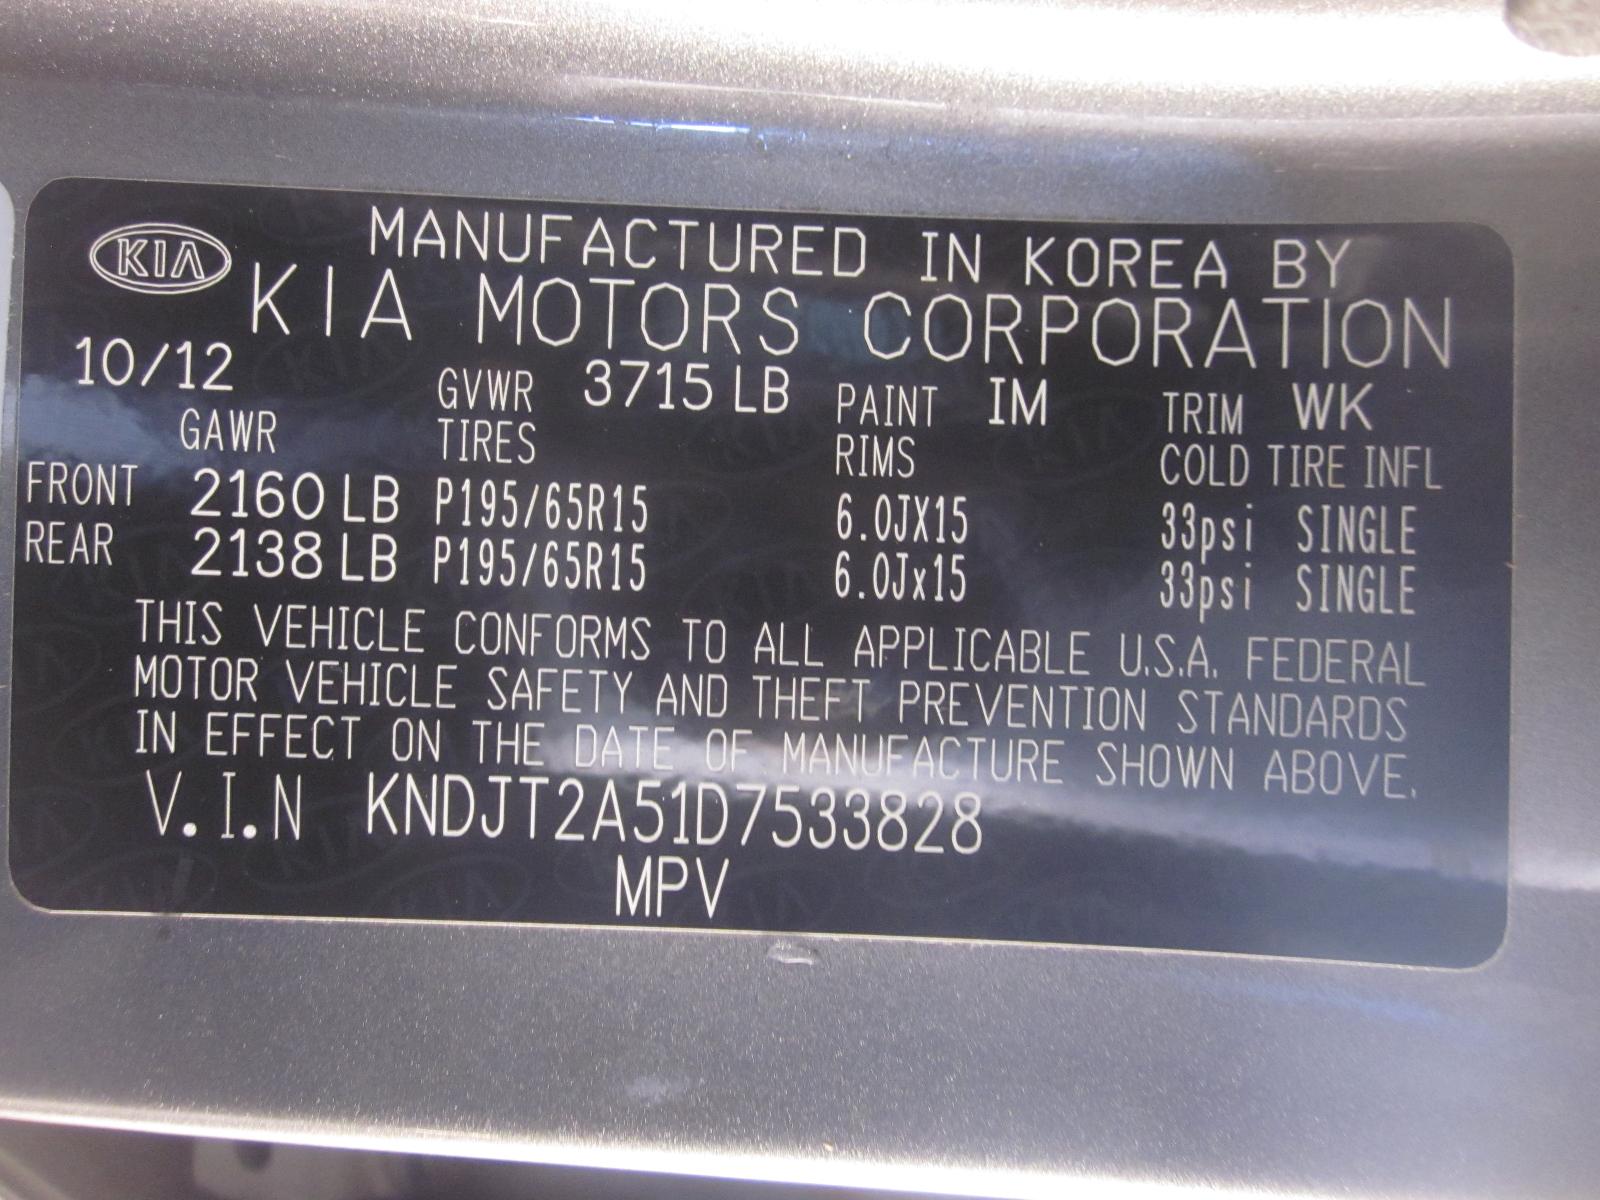 KIA MANUFACTURED IN KOREA BY
KIA MOTORS CORPORATION
10/12 GVWR 3715 LB PAINT IM TRIM WK
GAWR TIRES RIMS COLD TIRE INFL
FRONT 2160 LB P195/65R15 6.0JX15 33psi SINGLE
REAR 2138 LB P195/65R15 6.0Jx15 33psi SINGLE
THIS VEHICLE CONFORMS TO ALL APPLICABLE U.S.A. FEDERAL
MOTOR VEHICLE SAFETY AND THEFT PREVENTION STANDARDS
IN EFFECT ON THE DATE OF MANUFACTURE SHOWN ABOVE.
V.I.N KNDJT2A51D7533828
MPV